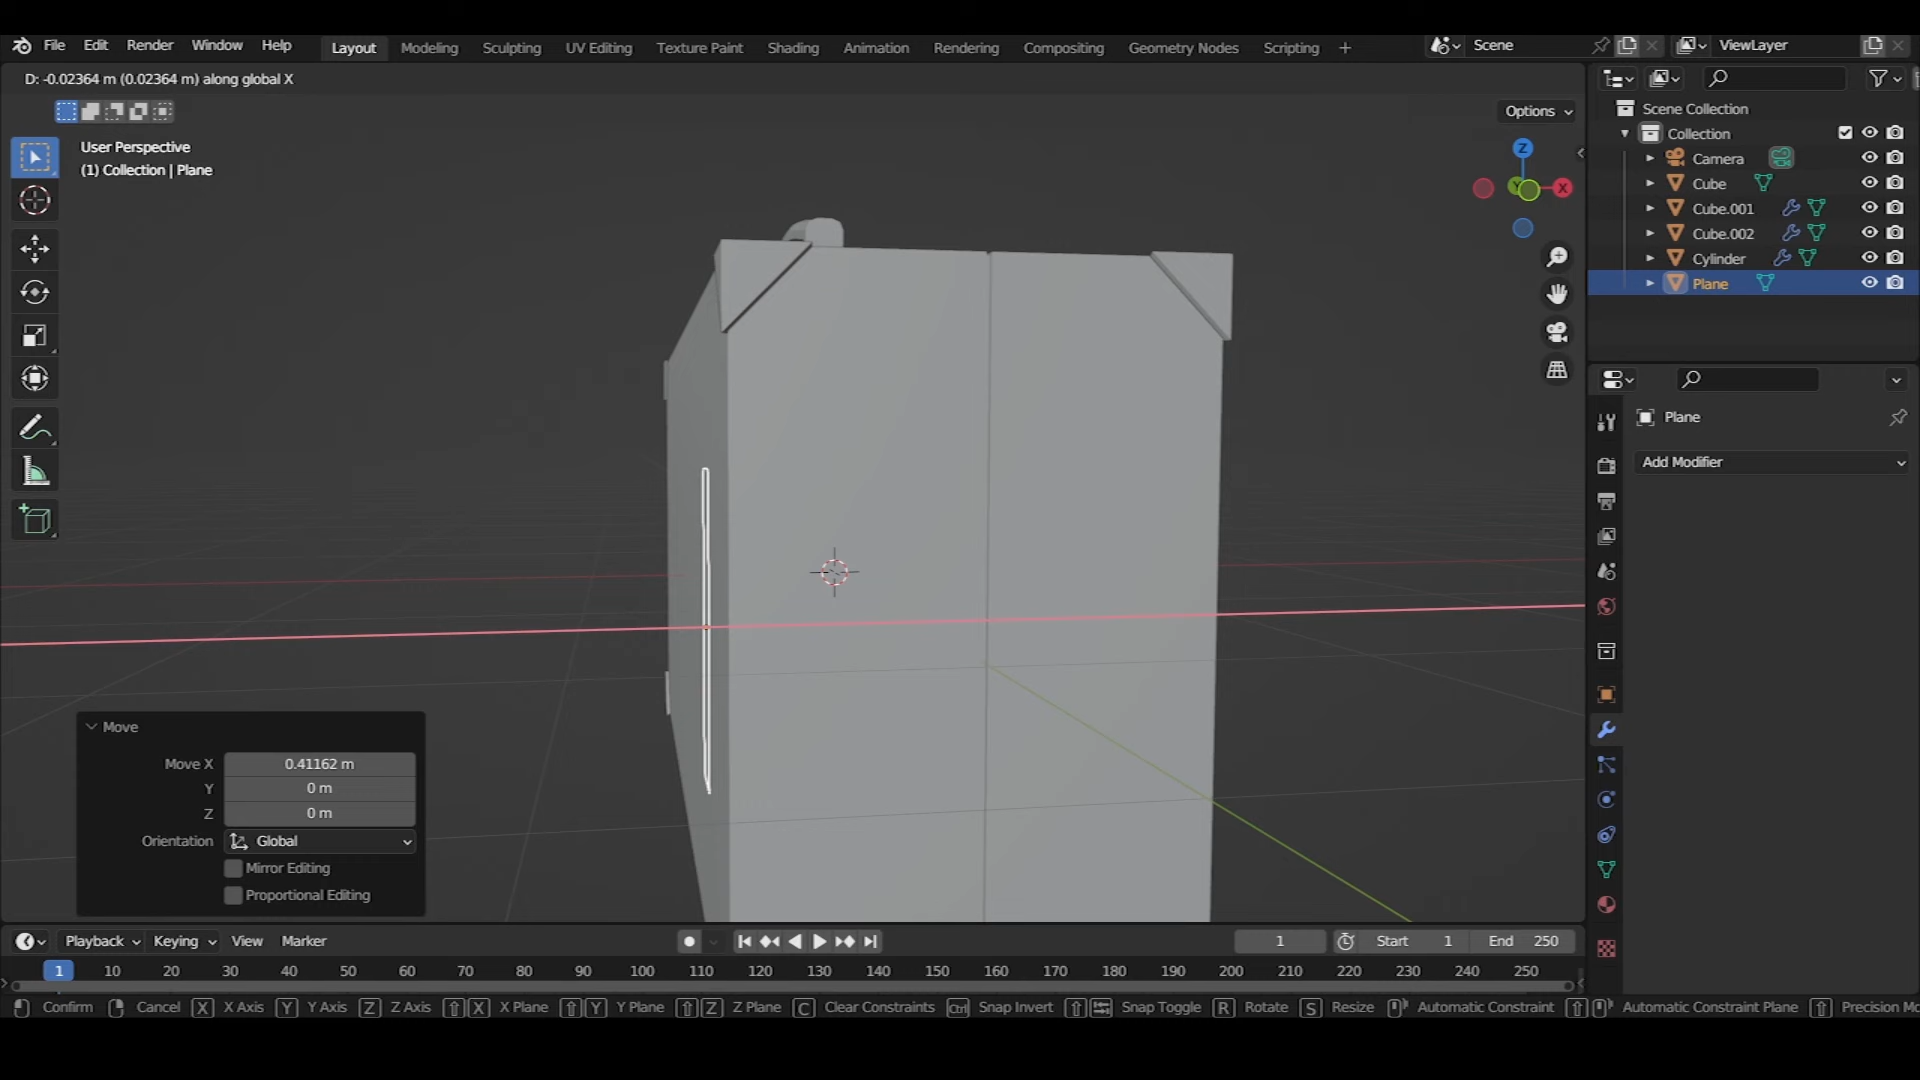 File Edit Render Window Help Layout Modeling Sculpting UV Editing Texture Paint Shading Animation Rendering Compositing Geometry Nodes Scripting + Scene ViewLayer
D: -0.02364 m (0.02364 m) along global X
Options
User Perspective
(1) Collection | Plane
Z
Y
X
Scene Collection
Collection
Camera
Cube
Cube.001
Cube.002
Cylinder
Plane
Plane
Add Modifier
Move
Move X 0.41162 m
Y 0 m
Z 0 m
Orientation Global
Mirror Editing
Proportional Editing
Playback Keying View Marker 1 Start 1 End 250
1 10 20 30 40 50 60 70 80 90 100 110 120 130 140 150 160 170 180 190 200 210 220 230 240 250
Confirm Cancel X X Axis Y Y Axis Z Z Axis X X Plane Y Y Plane Z Z Plane C Clear Constraints Ctrl Snap Invert Snap Toggle R Rotate S Resize Automatic Constraint Automatic Constraint Plane Precision